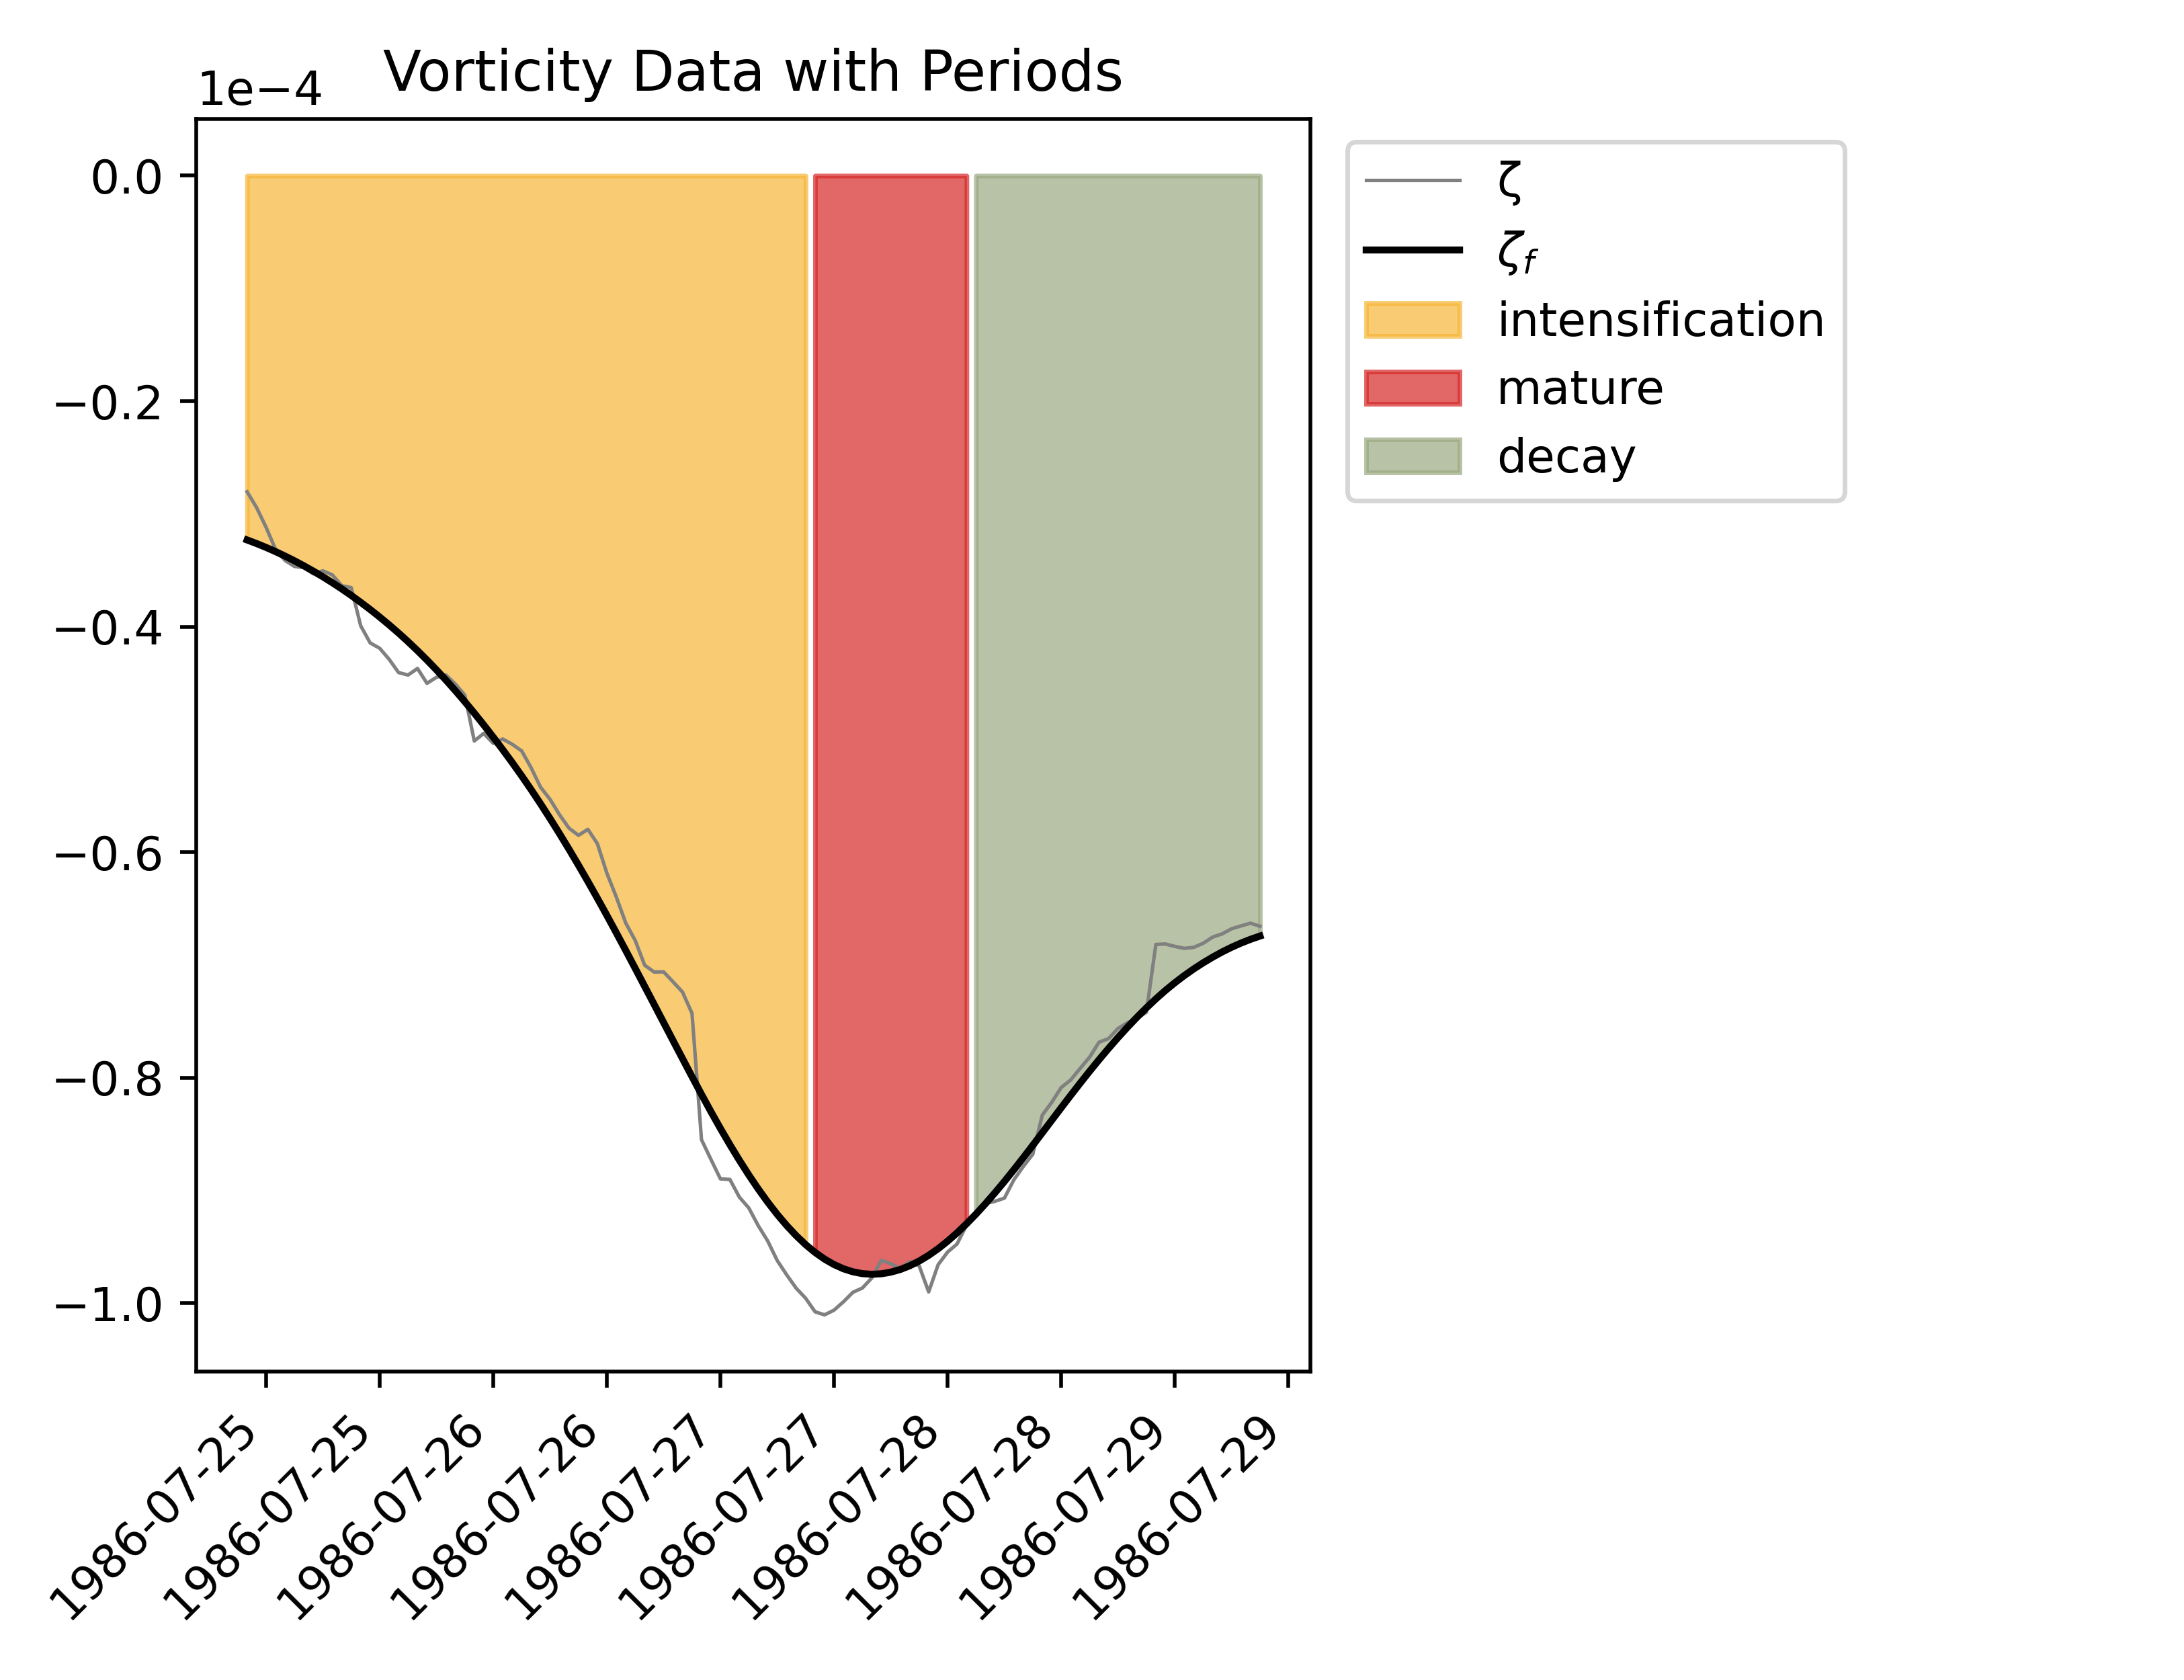 Vorticity Data with Periods
1e−4
0.0
−0.2
−0.4
−0.6
−0.8
−1.0
1986-07-25
1986-07-25
1986-07-26
1986-07-26
1986-07-27
1986-07-27
1986-07-28
1986-07-28
1986-07-29
1986-07-29
ζ
ζf
intensification
mature
decay